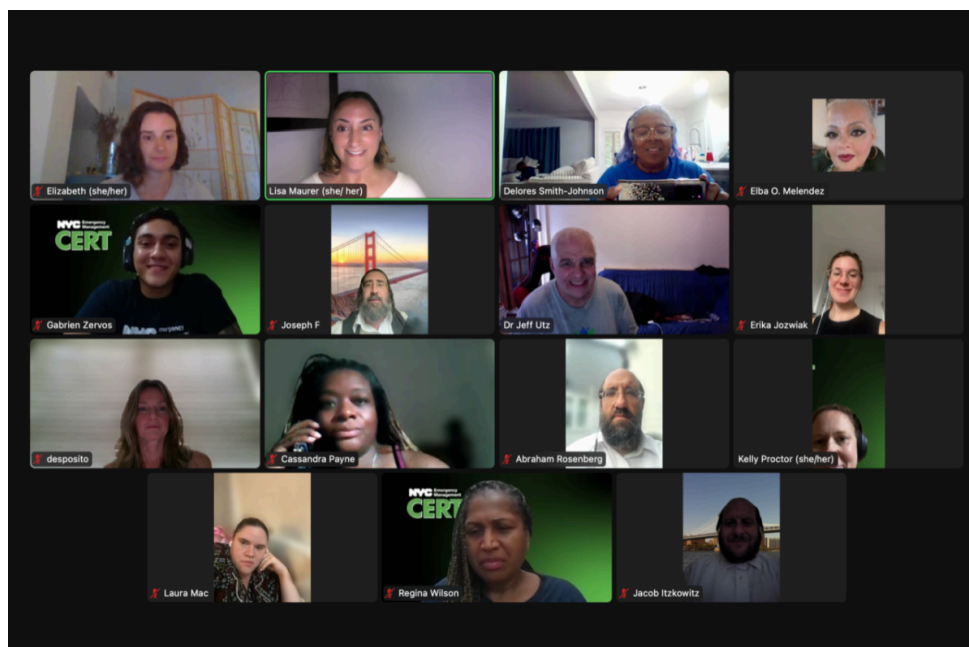 Elizabeth (she/her)
Lisa Maurer (she/ her)
Delores Smith-Johnson
Elba O. Melendez
NYC Emergency Management
CERT
Gabrien Zervos
Joseph F
Dr Jeff Utz
Erika Jozwiak
desposito
Cassandra Payne
Abraham Rosenberg
Kelly Proctor (she/her)
Laura Mac
NYC Emergency Management
CERT
Regina Wilson
Jacob Itzkowitz